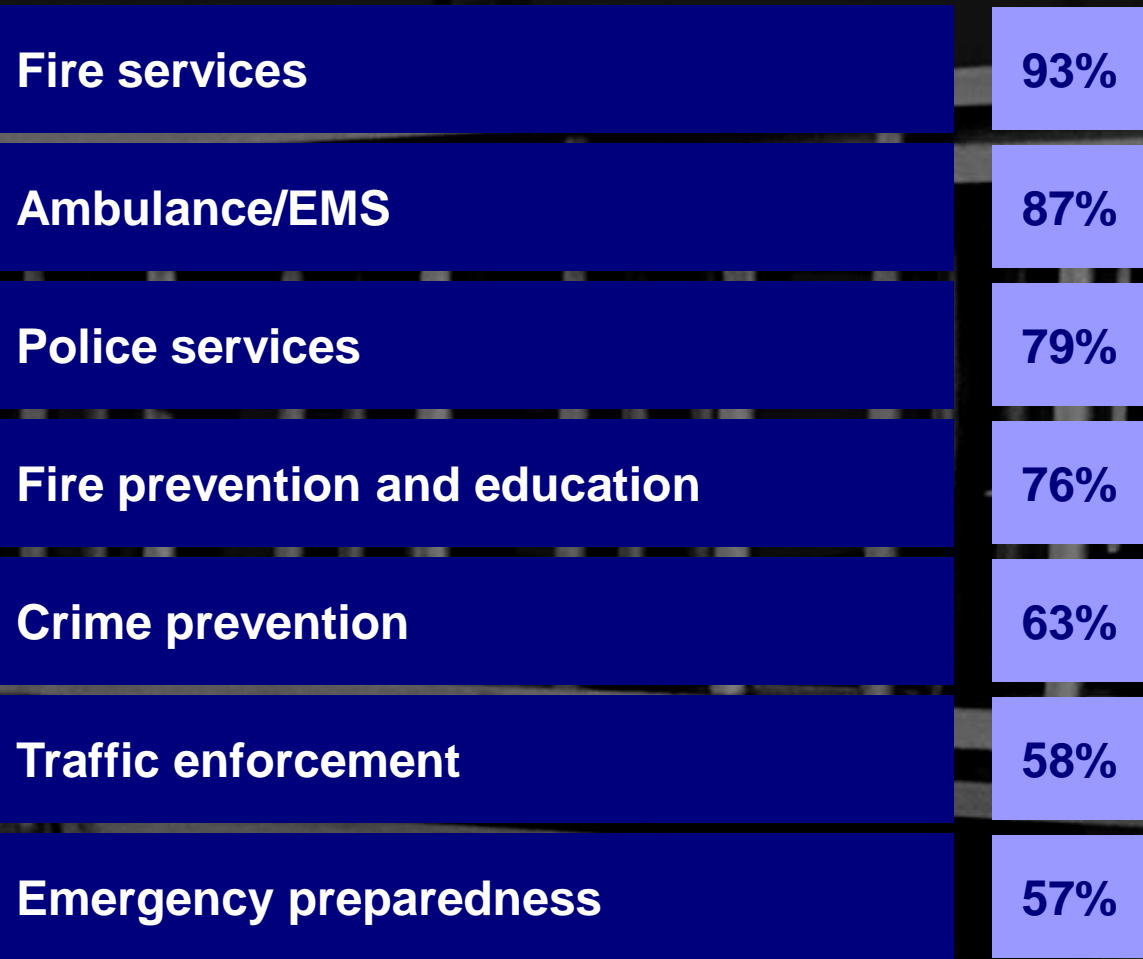 Fire services 93%
Ambulance/EMS 87%
Police services 79%
Fire prevention and education 76%
Crime prevention 63%
Traffic enforcement 58%
Emergency preparedness 57%